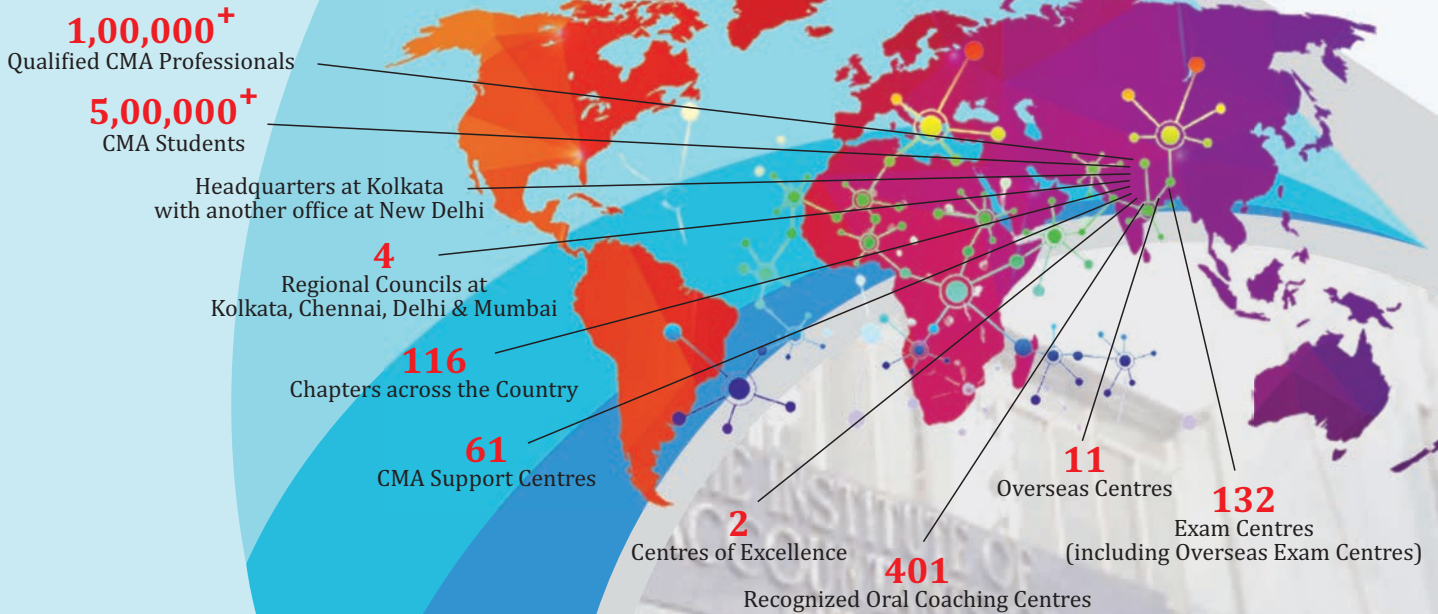 1,00,000+
Qualified CMA Professionals
5,00,000+
CMA Students
Headquarters at Kolkata
with another office at New Delhi
4
Regional Councils at
Kolkata, Chennai, Delhi & Mumbai
116
Chapters across the Country
61
CMA Support Centres
2
Centres of Excellence
401
Recognized Oral Coaching Centres
11
Overseas Centres
132
Exam Centres
(including Overseas Exam Centres)
INSTITUTE OF